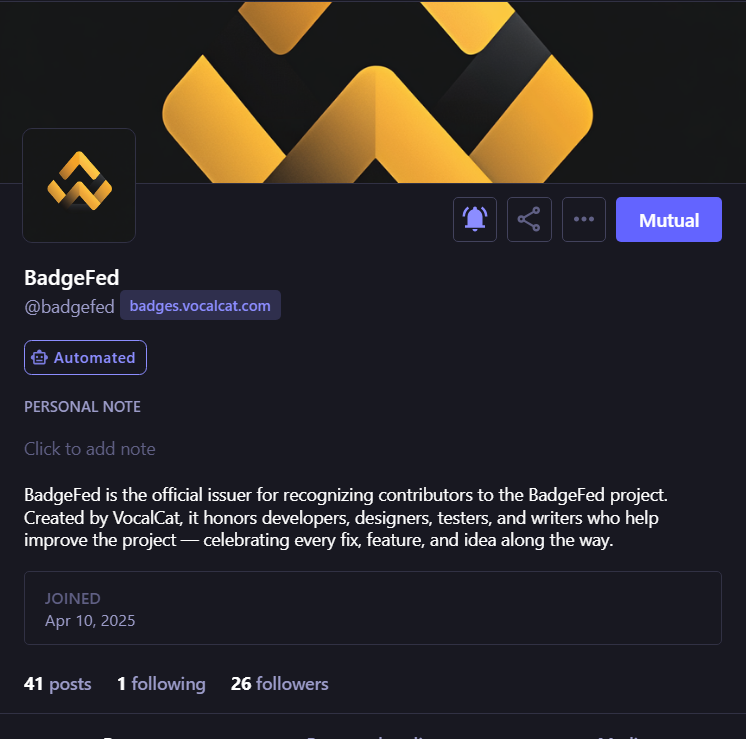 Mutual
BadgeFed
@badgefed badges.vocalcat.com
Automated
PERSONAL NOTE
Click to add note
BadgeFed is the official issuer for recognizing contributors to the BadgeFed project.
Created by VocalCat, it honors developers, designers, testers, and writers who help
improve the project — celebrating every fix, feature, and idea along the way.
JOINED
Apr 10, 2025
41 posts 1 following 26 followers